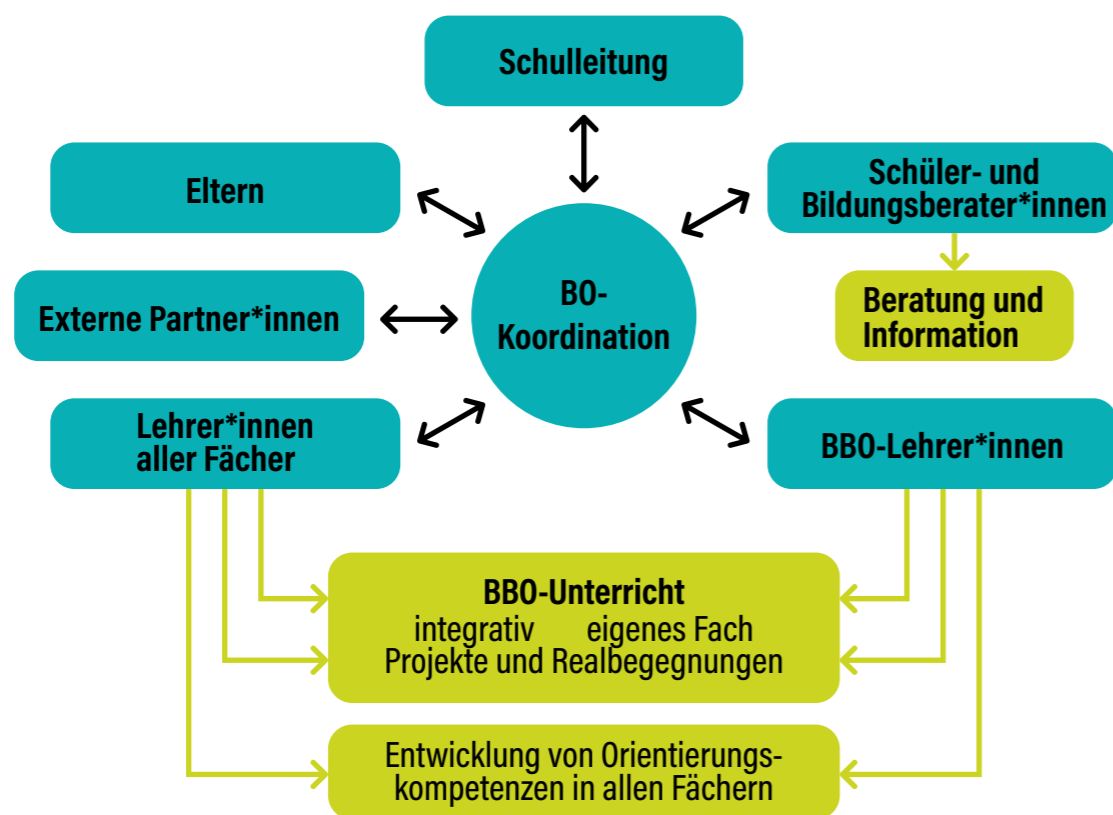 Schulleitung
Eltern
Schüler- und
Bildungsberater*innen
Externe Partner*innen
BO-
Koordination
Beratung und
Information
Lehrer*innen
aller Fächer
BBO-Lehrer*innen
BBO-Unterricht
integrativ eigenes Fach
Projekte und Realbegegnungen
Entwicklung von Orientierungs-
kompetenzen in allen Fächern